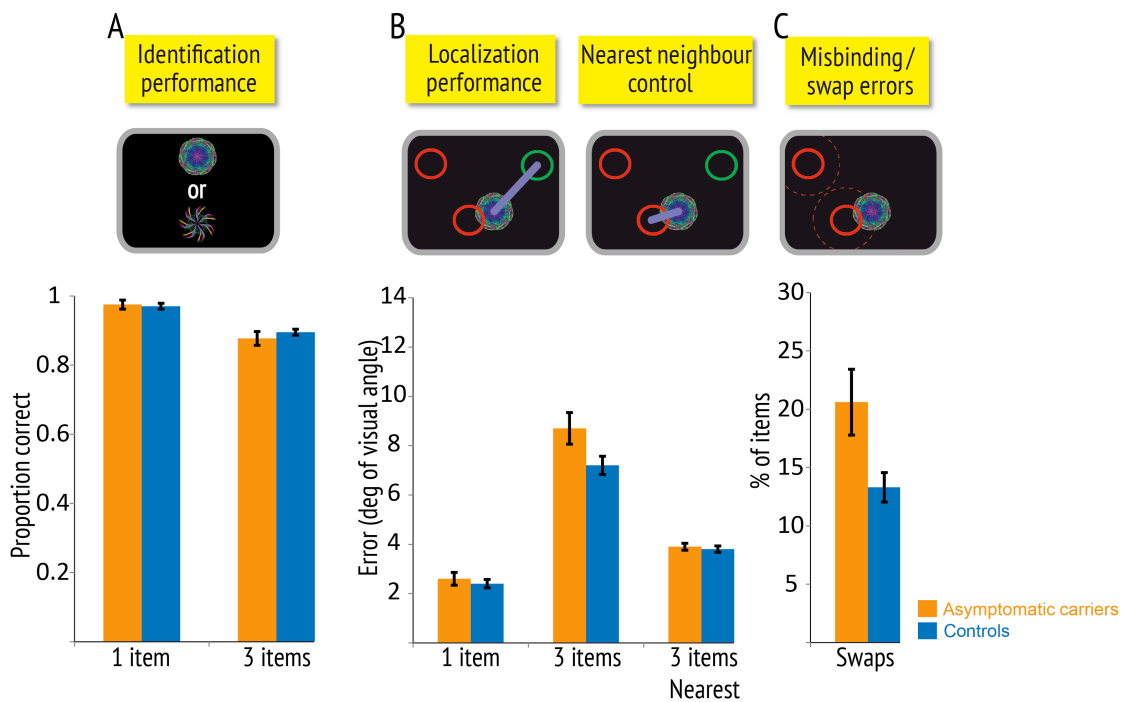 A
Identification
performance
or
Proportion correct
1
0.8
0.6
0.4
0.2
1 item
3 items
B
Localization
performance
Nearest neighbour
control
Error (deg of visual angle)
14
12
10
8
6
4
2
1 item
3 items
3 items
Nearest
C
Misbinding /
swap errors
% of items
30
25
20
15
10
5
Swaps
Asymptomatic carriers
Controls